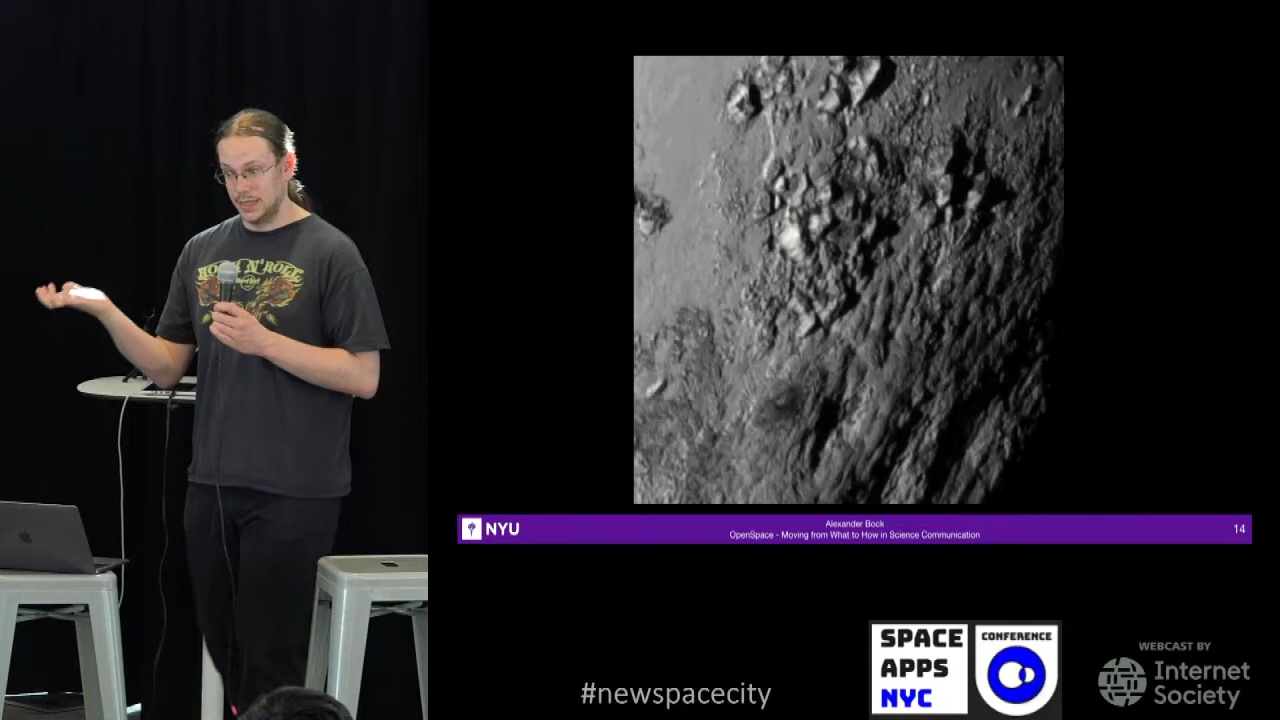 ROCK N' ROLL
NYU
Alexander Bock
OpenSpace - Moving from What to How in Science Communication
14
SPACE
APPS
NYC
CONFERENCE
#newspacecity
WEBCAST BY
Internet
Society